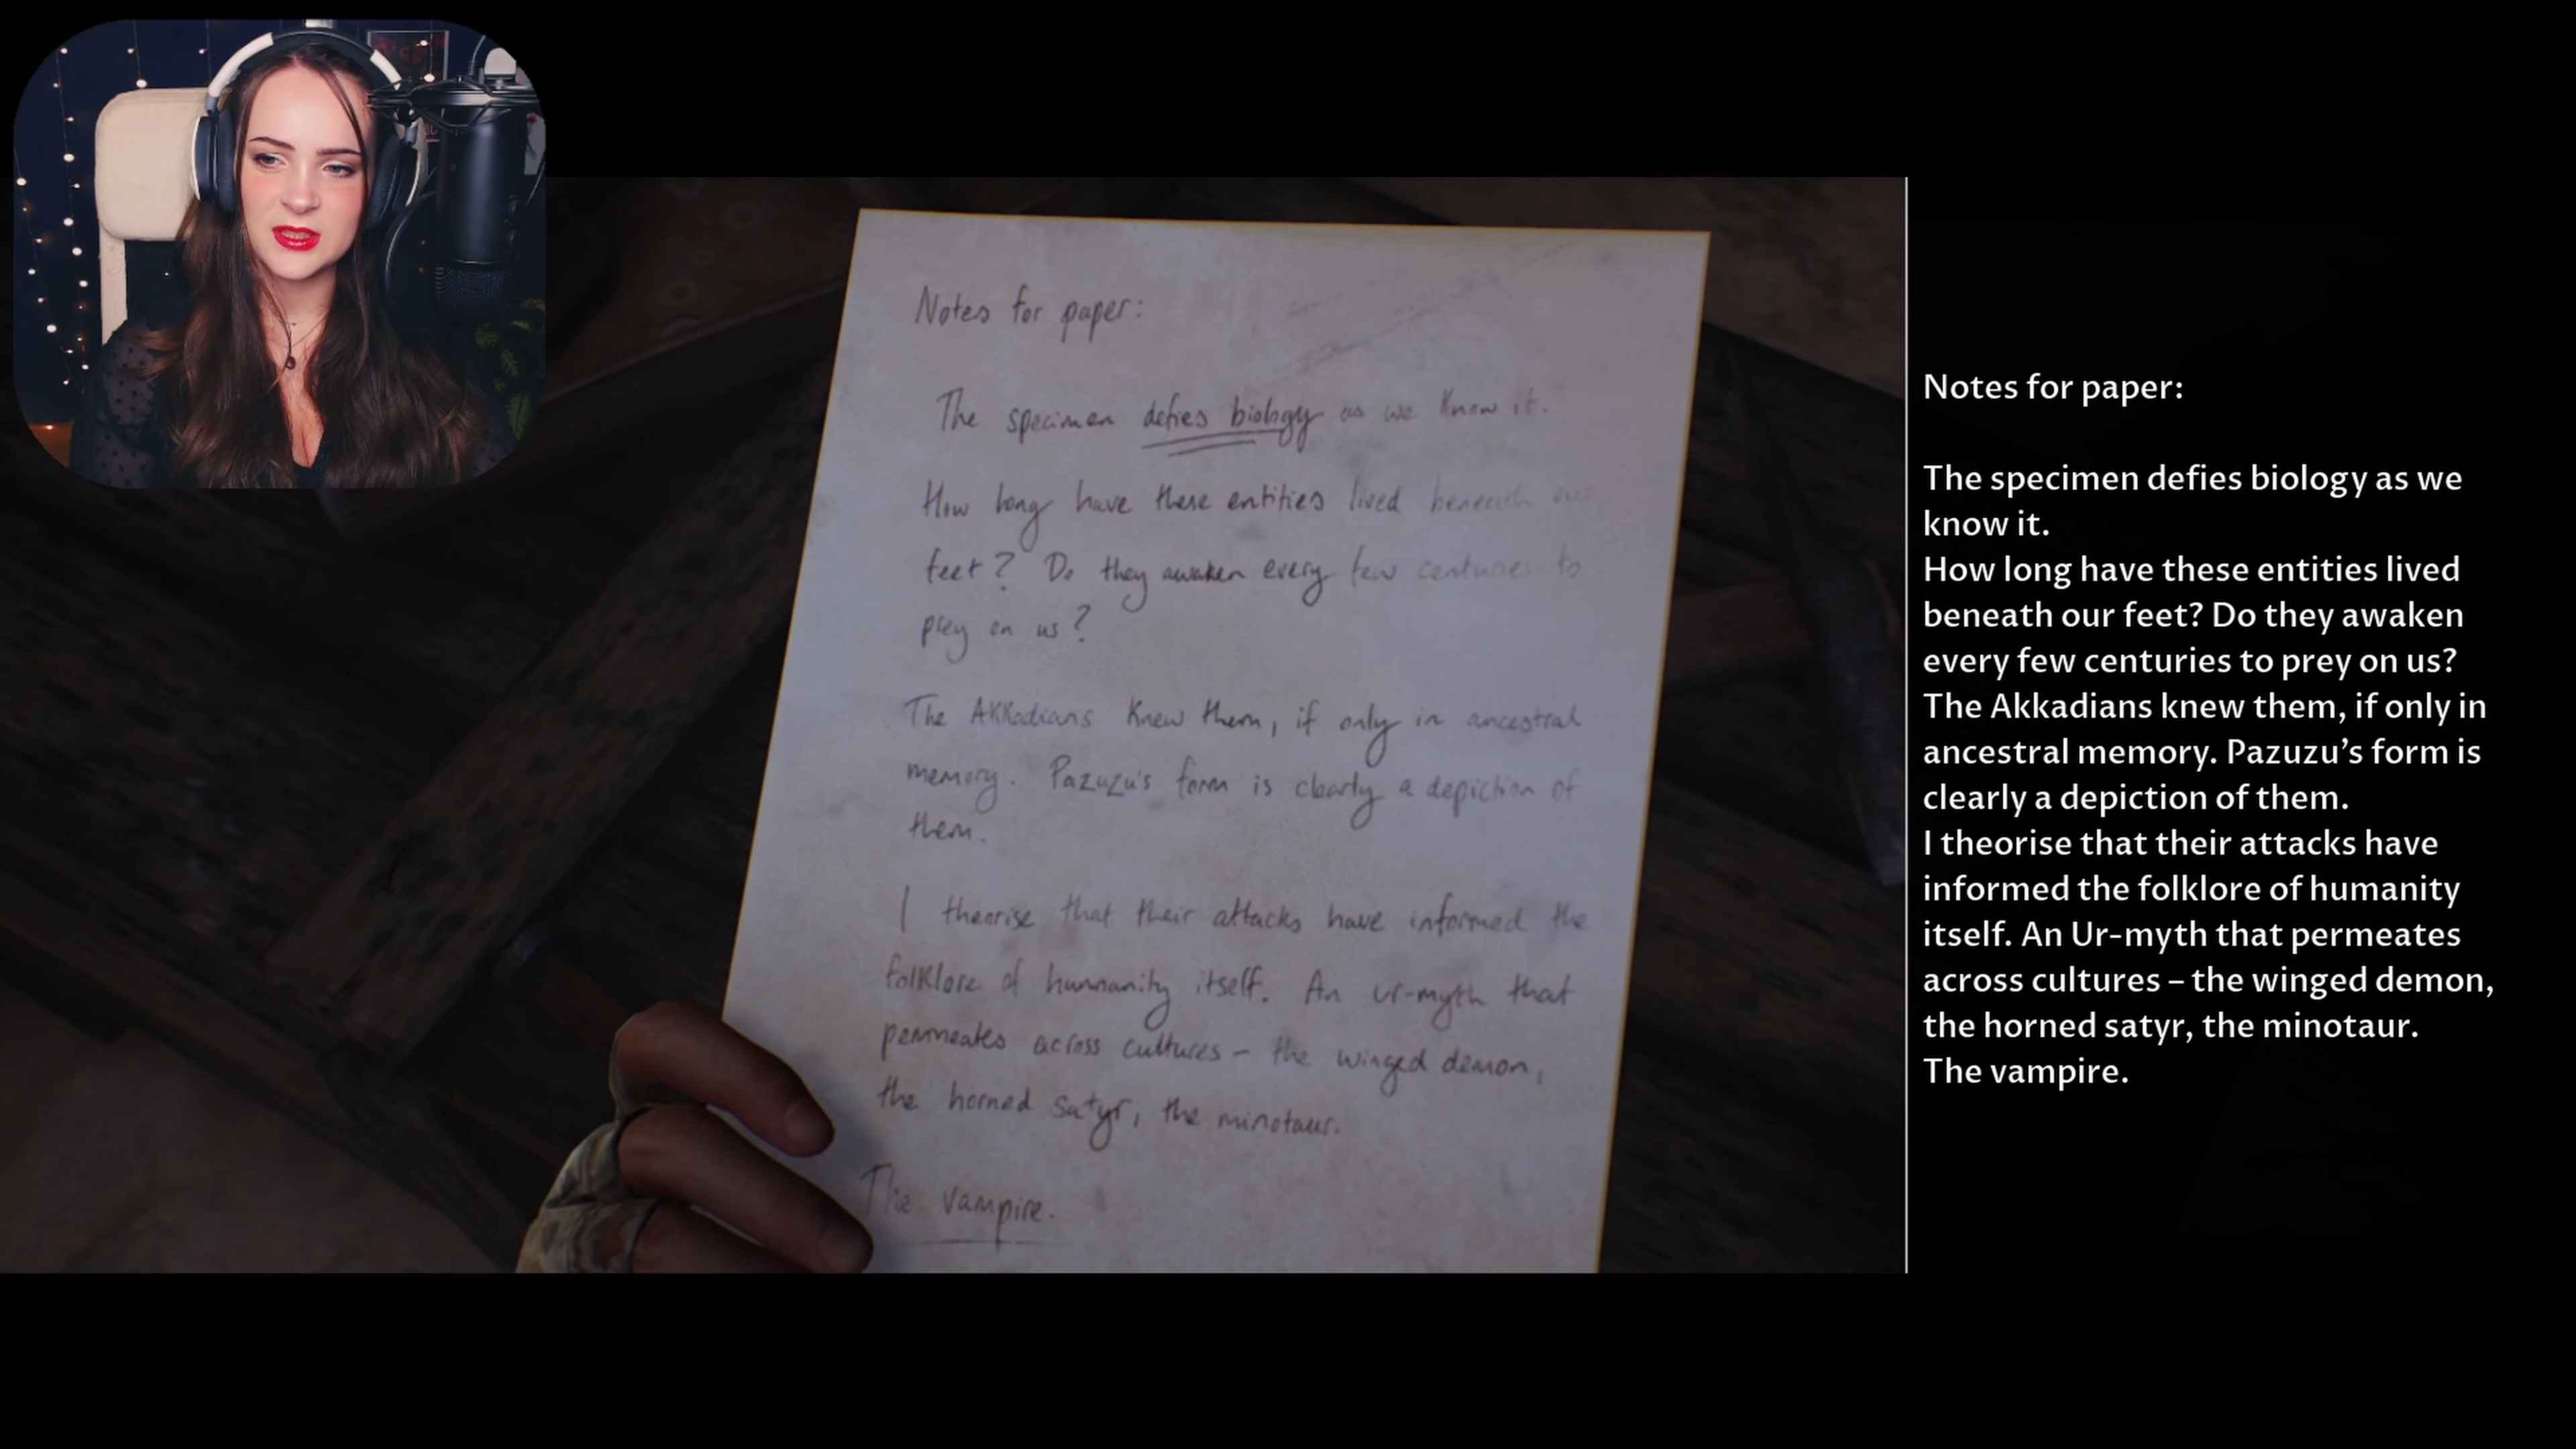 Notes for paper:
The specimen defies biology as we know it.
How long have these entities lived beneath our
feet? Do they awaken every few centuries to
prey on us?
The Akkadians knew them, if only in ancestral
memory. Pazuzu's form is clearly a depiction of
them.
I theorise that their attacks have informed the
folklore of humanity itself. An ur-myth that
permeates across cultures – the winged demon,
the horned satyr, the minotaur.
The vampire.
Notes for paper:
The specimen defies biology as we
know it.
How long have these entities lived
beneath our feet? Do they awaken
every few centuries to prey on us?
The Akkadians knew them, if only in
ancestral memory. Pazuzu’s form is
clearly a depiction of them.
I theorise that their attacks have
informed the folklore of humanity
itself. An Ur-myth that permeates
across cultures – the winged demon,
the horned satyr, the minotaur.
The vampire.